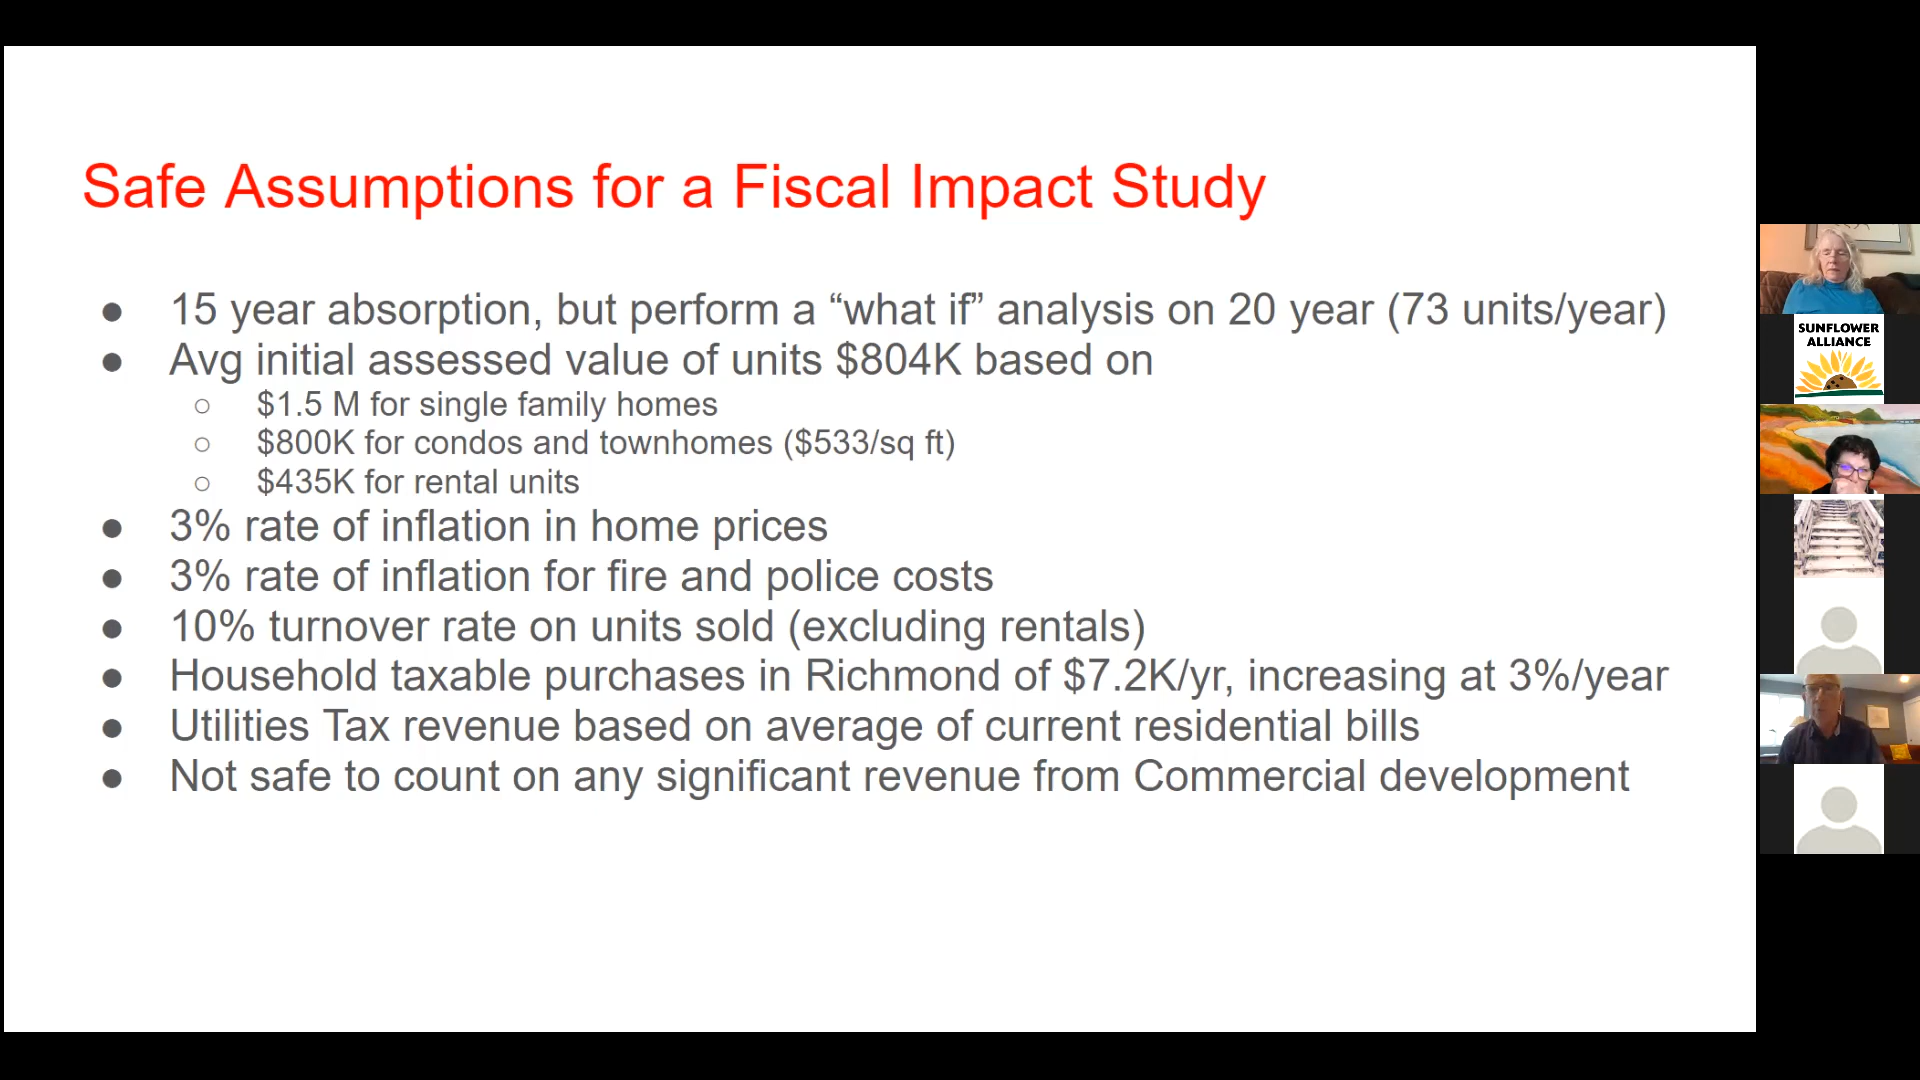 Safe Assumptions for a Fiscal Impact Study
● 15 year absorption, but perform a “what if” analysis on 20 year (73 units/year)
● Avg initial assessed value of units $804K based on
○ $1.5 M for single family homes
○ $800K for condos and townhomes ($533/sq ft)
○ $435K for rental units
● 3% rate of inflation in home prices
● 3% rate of inflation for fire and police costs
● 10% turnover rate on units sold (excluding rentals)
● Household taxable purchases in Richmond of $7.2K/yr, increasing at 3%/year
● Utilities Tax revenue based on average of current residential bills
● Not safe to count on any significant revenue from Commercial development
SUNFLOWER
ALLIANCE